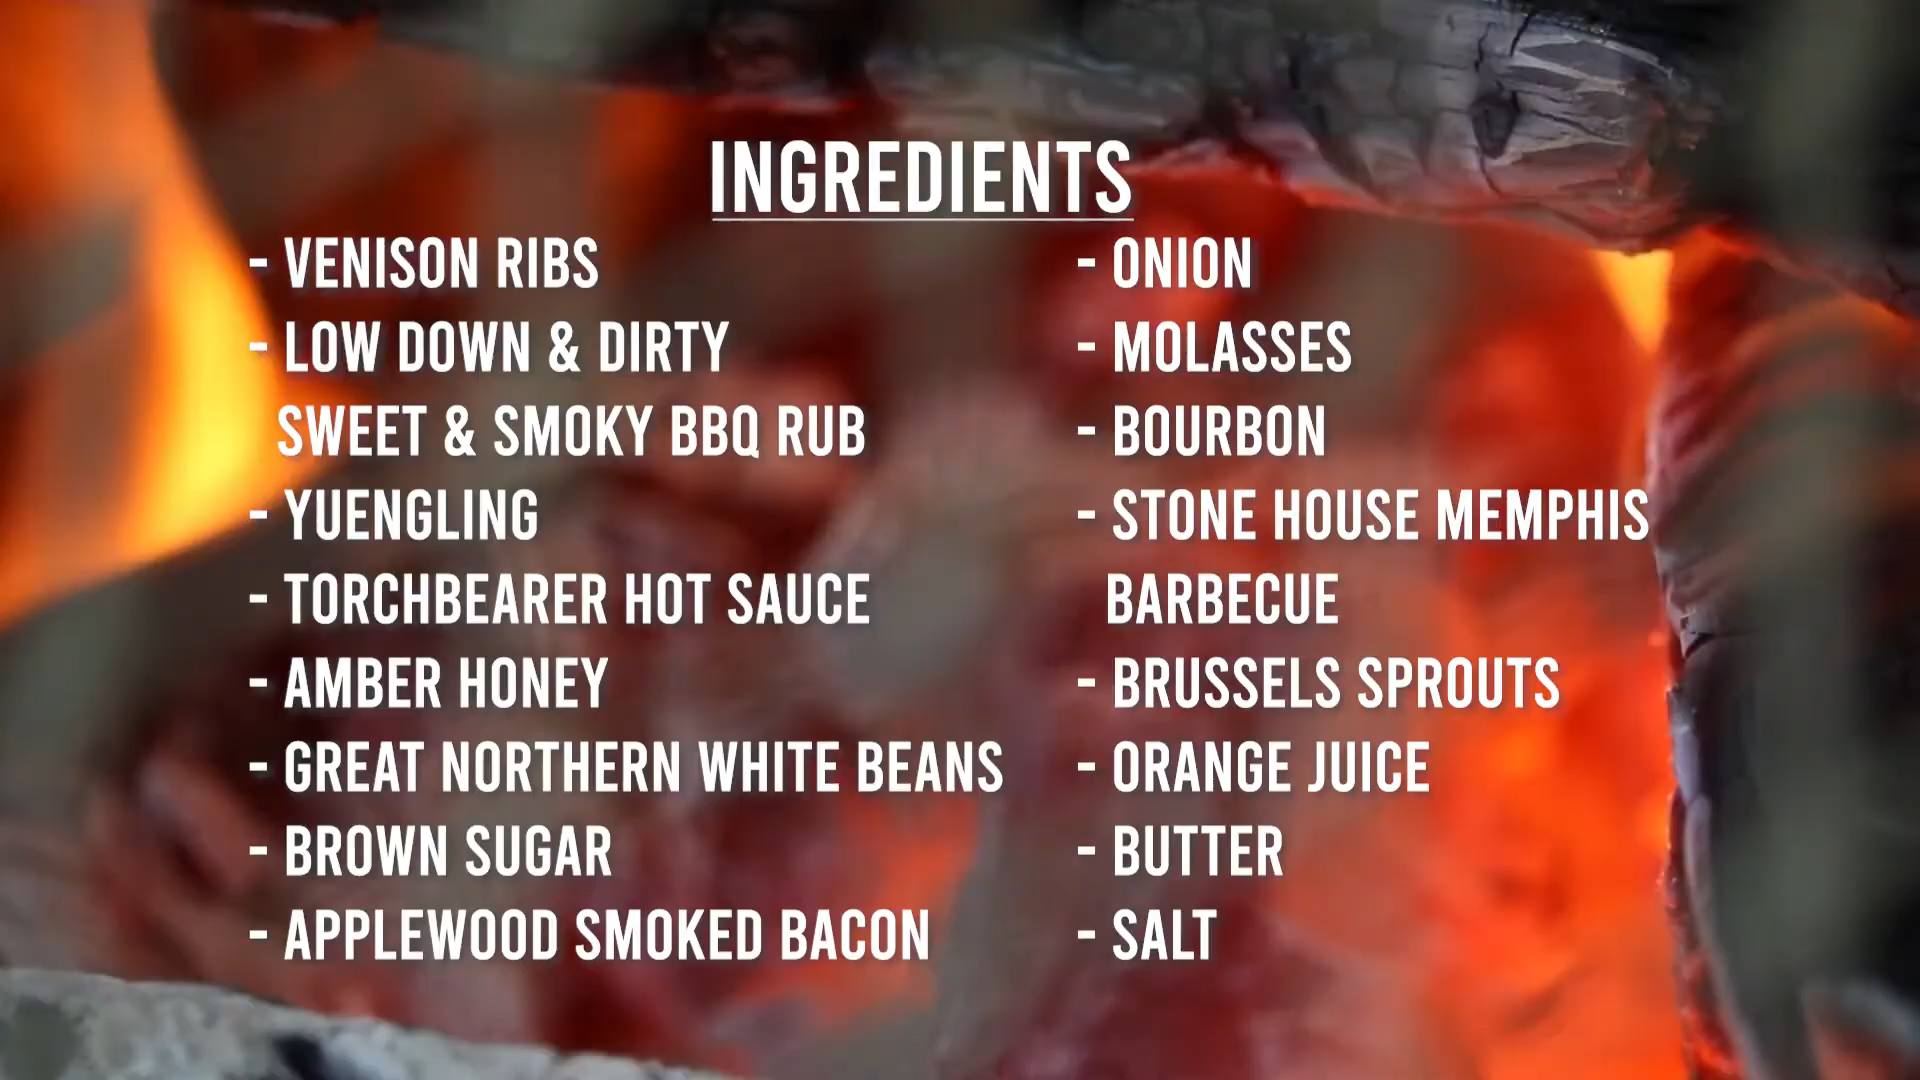 INGREDIENTS
- VENISON RIBS
- LOW DOWN & DIRTY
SWEET & SMOKY BBQ RUB
- YUENGLING
- TORCHBEARER HOT SAUCE
- AMBER HONEY
- GREAT NORTHERN WHITE BEANS
- BROWN SUGAR
- APPLEWOOD SMOKED BACON
- ONION
- MOLASSES
- BOURBON
- STONE HOUSE MEMPHIS
BARBECUE
- BRUSSELS SPROUTS
- ORANGE JUICE
- BUTTER
- SALT